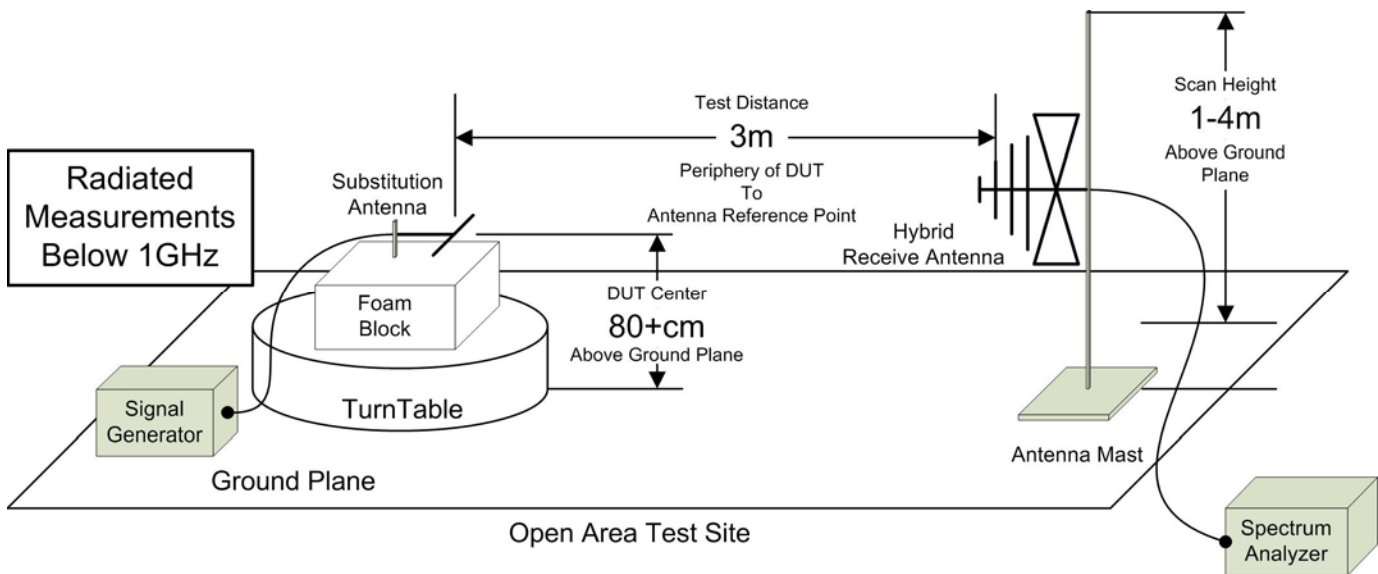 Radiated
Measurements
Below 1GHz
Substitution
Antenna
Test Distance
3m
Periphery of DUT
To
Antenna Reference Point
Scan Height
1-4m
Above Ground
Plane
Hybrid
Receive Antenna
Foam
Block
DUT Center
80+cm
Above Ground Plane
TurnTable
Signal
Generator
Ground Plane
Antenna Mast
Open Area Test Site
Spectrum
Analyzer